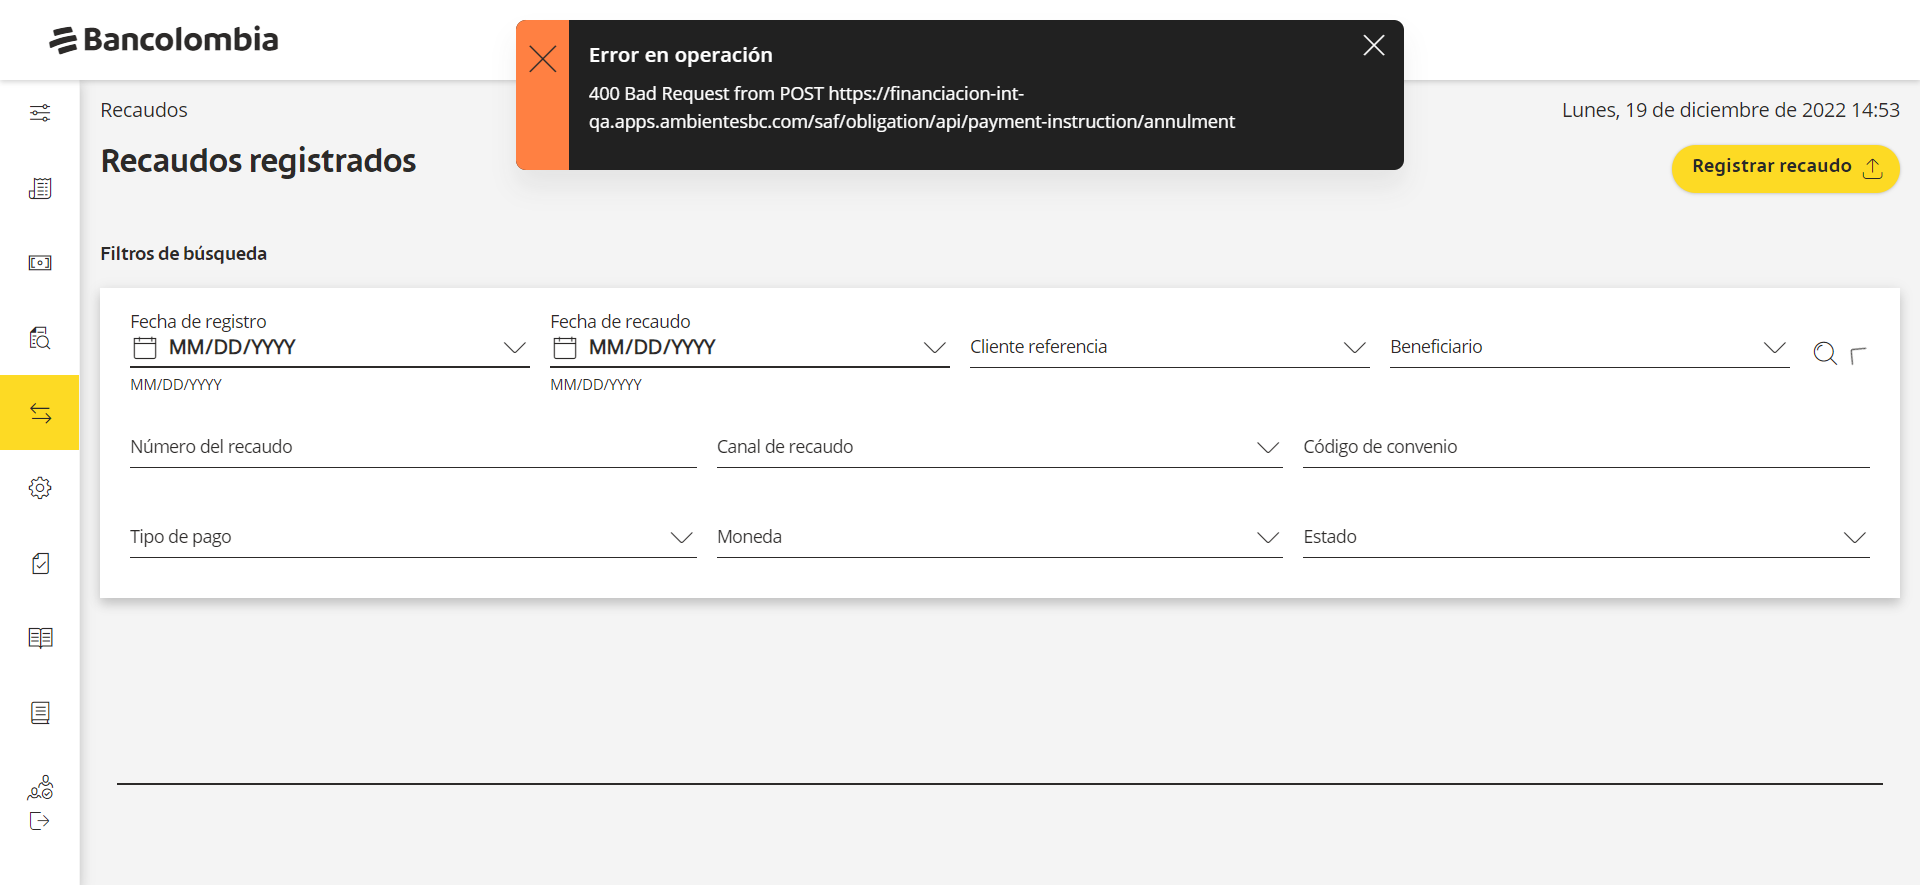 Bancolombia
Error en operación
400 Bad Request from POST https://financiacion-int-
qa.apps.ambientesbc.com/saf/obligation/api/payment-instruction/annulment
Recaudos
Lunes, 19 de diciembre de 2022 14:53
Recaudos registrados
Registrar recaudo
Filtros de búsqueda
Fecha de registro
MM/DD/YYYY
MM/DD/YYYY
Fecha de recaudo
MM/DD/YYYY
MM/DD/YYYY
Cliente referencia
Beneficiario
Número del recaudo
Canal de recaudo
Código de convenio
Tipo de pago
Moneda
Estado